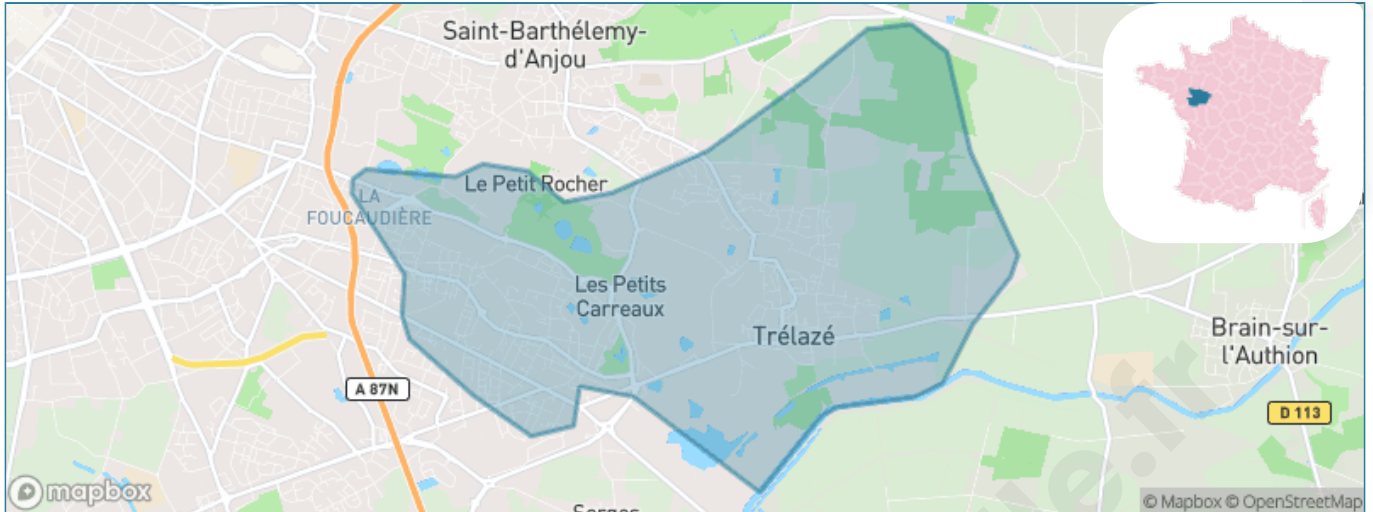 Saint-Barthélemy-
d'Anjou
Le Petit Rocher
LA
FOUCAUDIÈRE
Les Petits
Carreaux
Trélazé
Brain-sur-
l'Authion
A 87N
D 113
mapbox
© Mapbox © OpenStreetMap